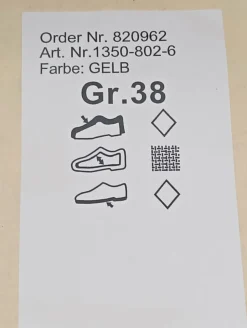 Order Nr. 820962
Art. Nr.1350-802-6
Farbe: GELB
Gr.38